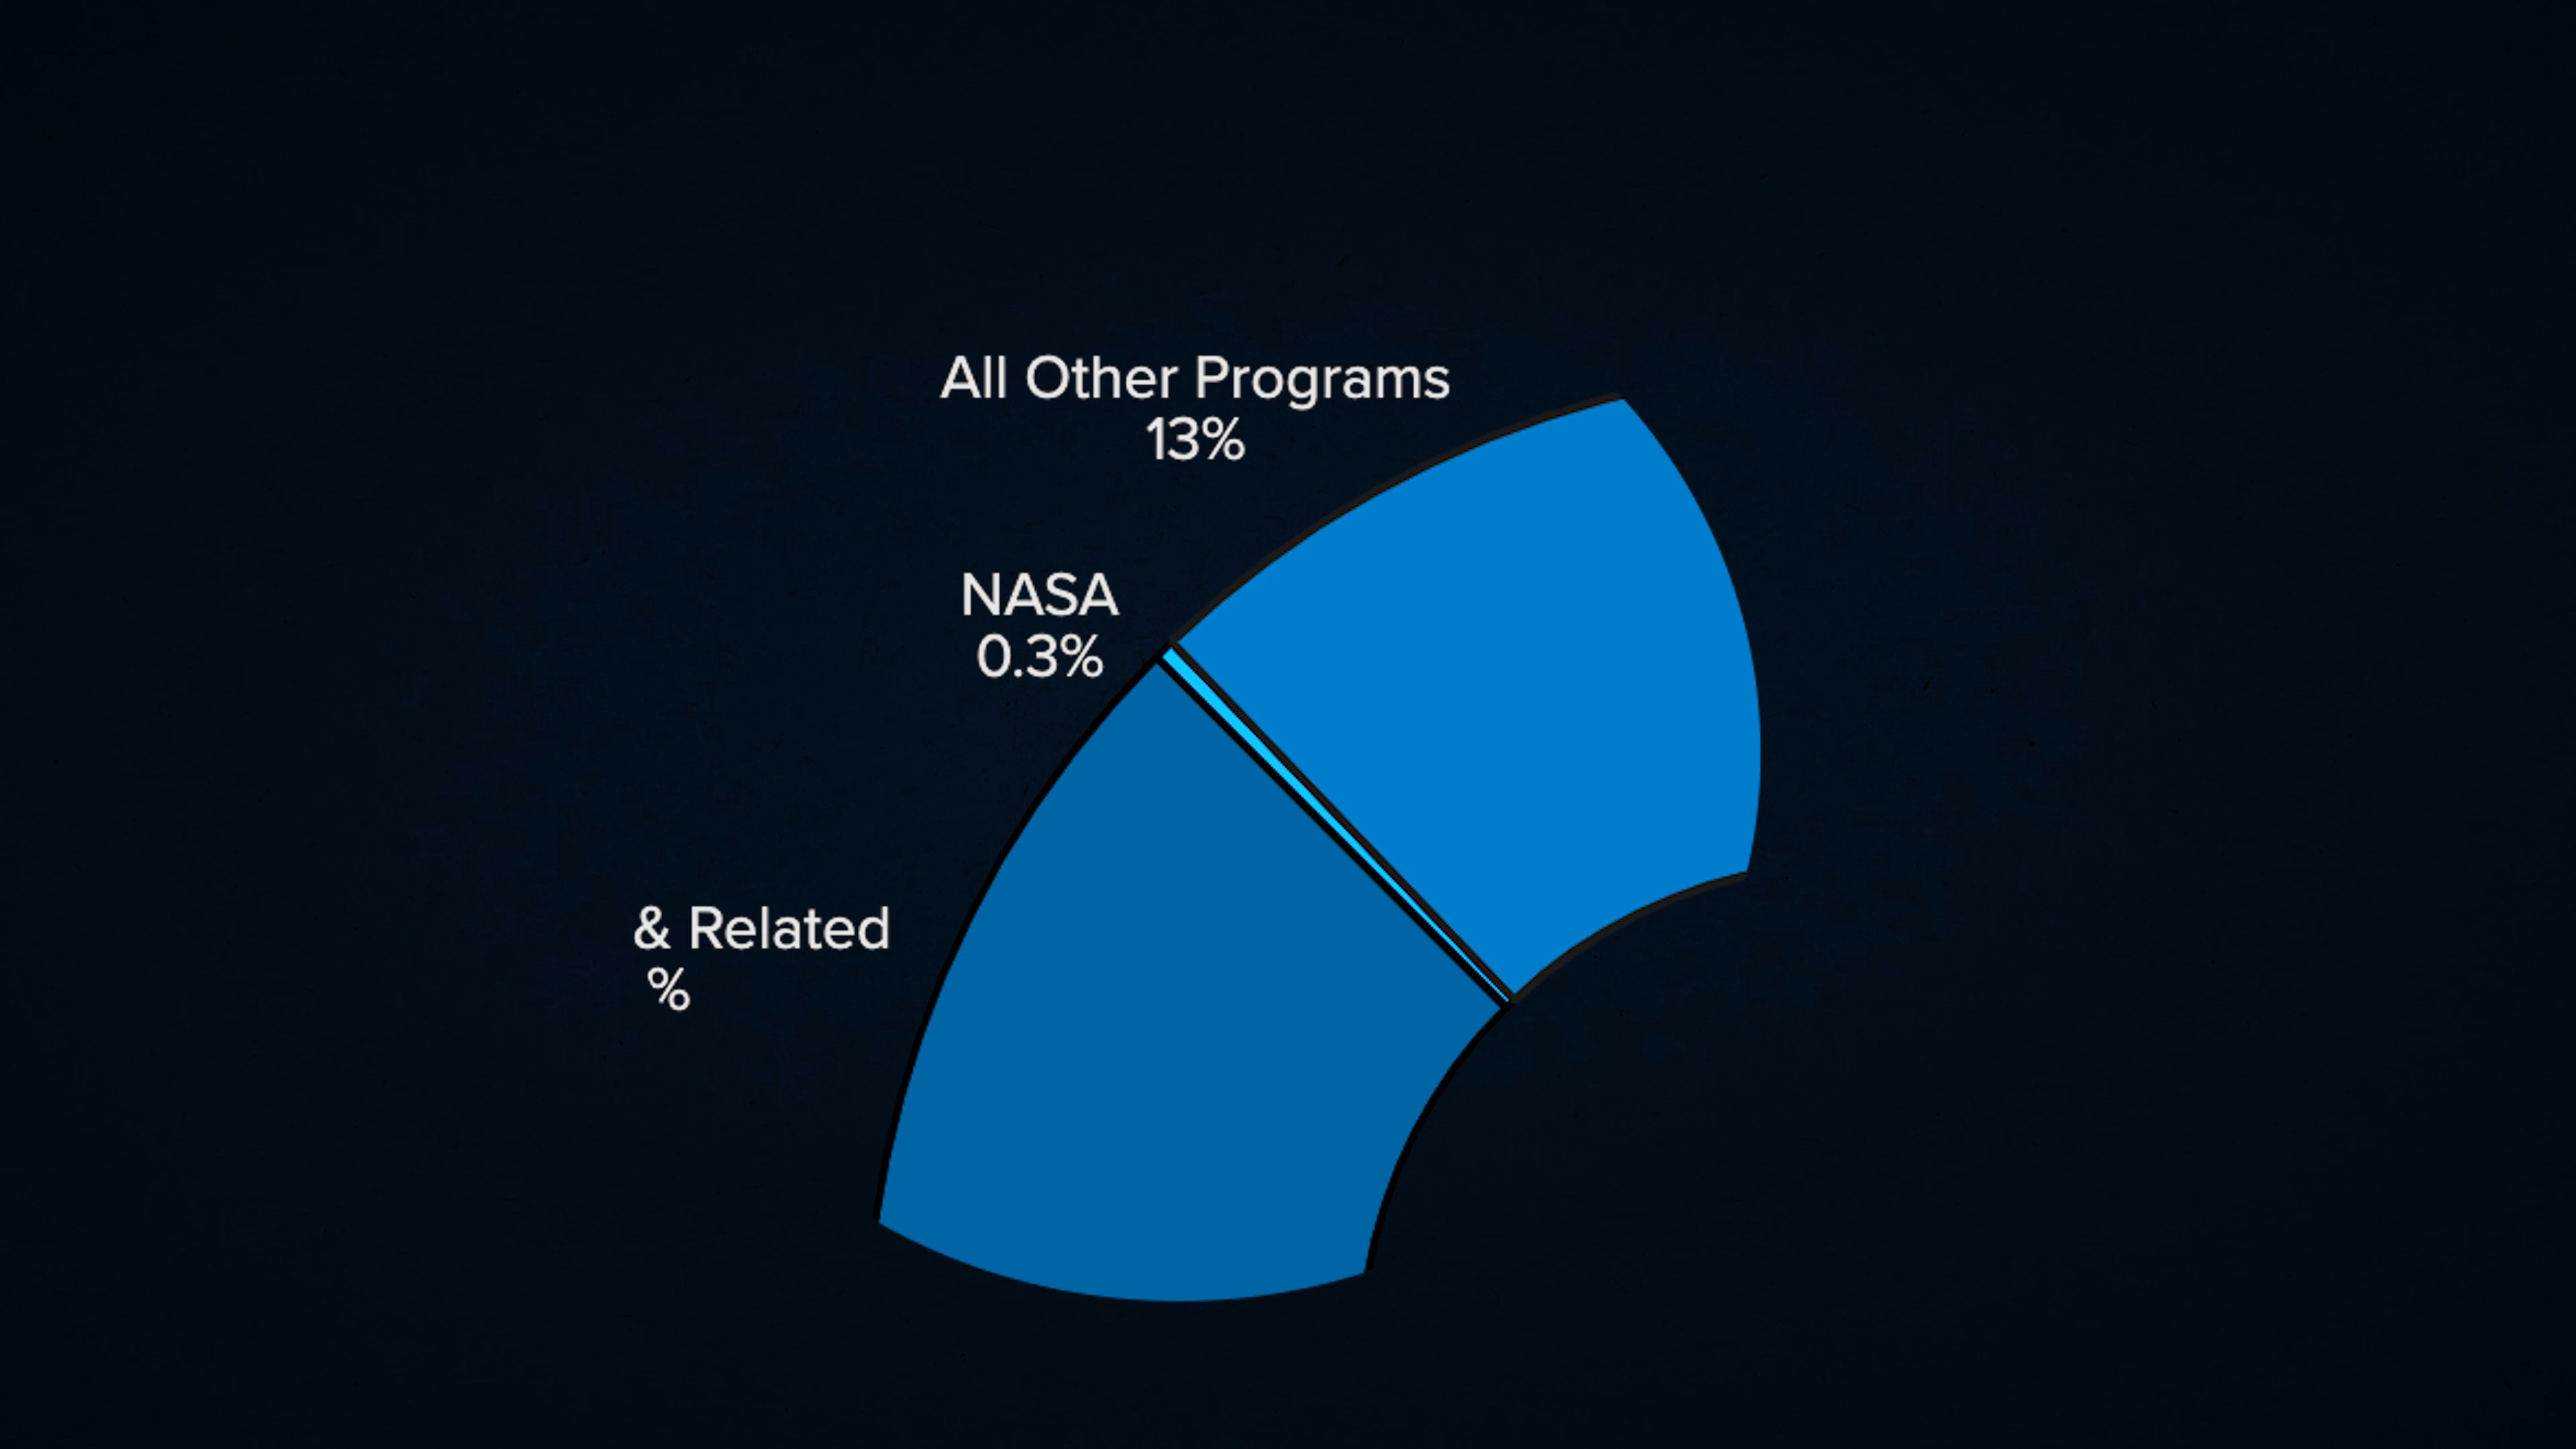 All Other Programs
13%
NASA
0.3%
& Related
%